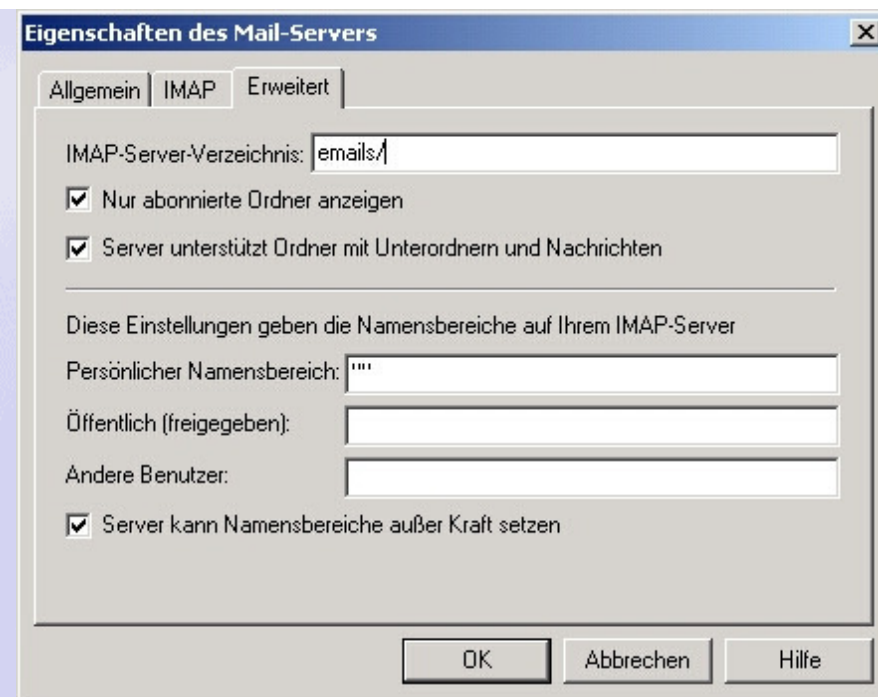 Eigenschaften des Mail-Servers
Allgemein IMAP Erweitert
IMAP-Server-Verzeichnis: emails/
Nur abonnierte Ordner anzeigen
Server unterstützt Ordner mit Unterordnern und Nachrichten
Diese Einstellungen geben die Namensbereiche auf Ihrem IMAP-Server
Persönlicher Namensbereich: ""
Öffentlich (freigegeben):
Andere Benutzer:
Server kann Namensbereiche außer Kraft setzen
OK Abbrechen Hilfe